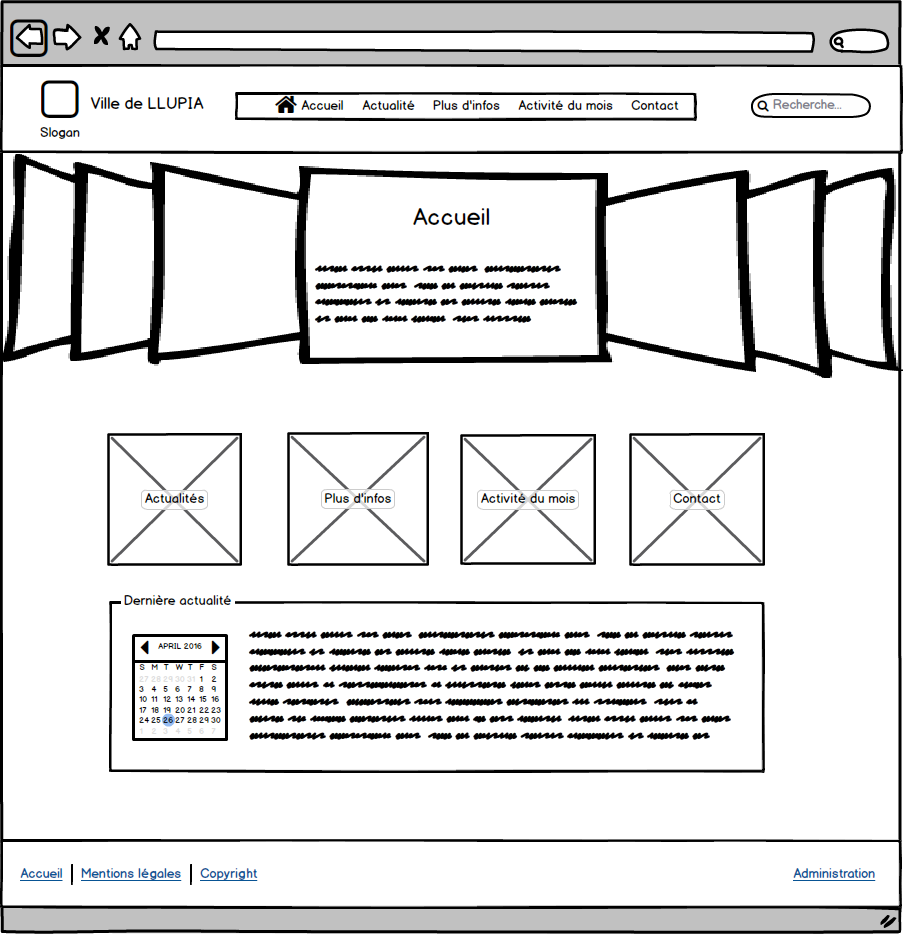 Ville de LLUPIA
Slogan
Accueil Actualité Plus d'infos Activité du mois Contact
Recherche...
Accueil
Actualités
Plus d'infos
Activité du mois
Contact
Dernière actualité
APRIL 2016
S M T W T F S
27 28 29 30 31 1 2
3 4 5 6 7 8 9
10 11 12 13 14 15 16
17 18 19 20 21 22 23
24 25 26 27 28 29 30
1 2 3 4 5 6 7
Accueil Mentions légales Copyright
Administration